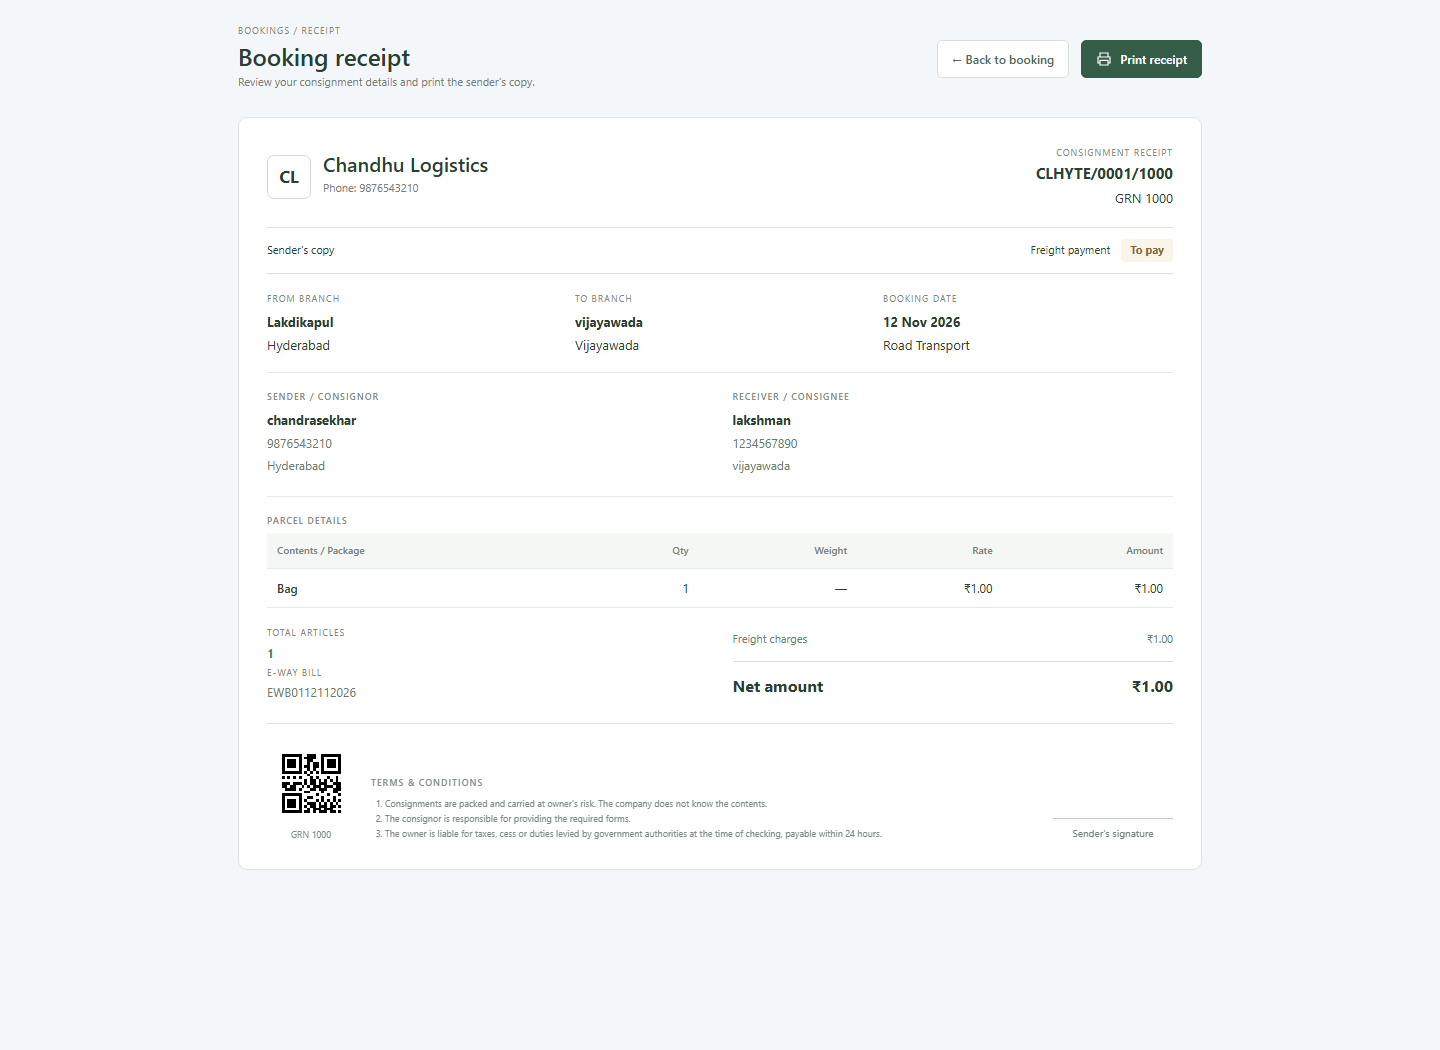 BOOKINGS / RECEIPT
Booking receipt
Review your consignment details and print the sender's copy.
← Back to booking
Print receipt
CL
Chandhu Logistics
Phone: 9876543210
CONSIGNMENT RECEIPT
CLHYTE/0001/1000
GRN 1000
Sender's copy
Freight payment To pay
FROM BRANCH
Lakdikapul
Hyderabad
TO BRANCH
vijayawada
Vijayawada
BOOKING DATE
12 Nov 2026
Road Transport
SENDER / CONSIGNOR
chandrasekhar
9876543210
Hyderabad
RECEIVER / CONSIGNEE
lakshman
1234567890
vijayawada
PARCEL DETAILS
Contents / Package Qty Weight Rate Amount
Bag 1 — ₹1.00 ₹1.00
TOTAL ARTICLES
1
E-WAY BILL
EWB0112112026
Freight charges ₹1.00
Net amount ₹1.00
GRN 1000
TERMS & CONDITIONS
1. Consignments are packed and carried at owner's risk. The company does not know the contents.
2. The consignor is responsible for providing the required forms.
3. The owner is liable for taxes, cess or duties levied by government authorities at the time of checking, payable within 24 hours.
Sender's signature